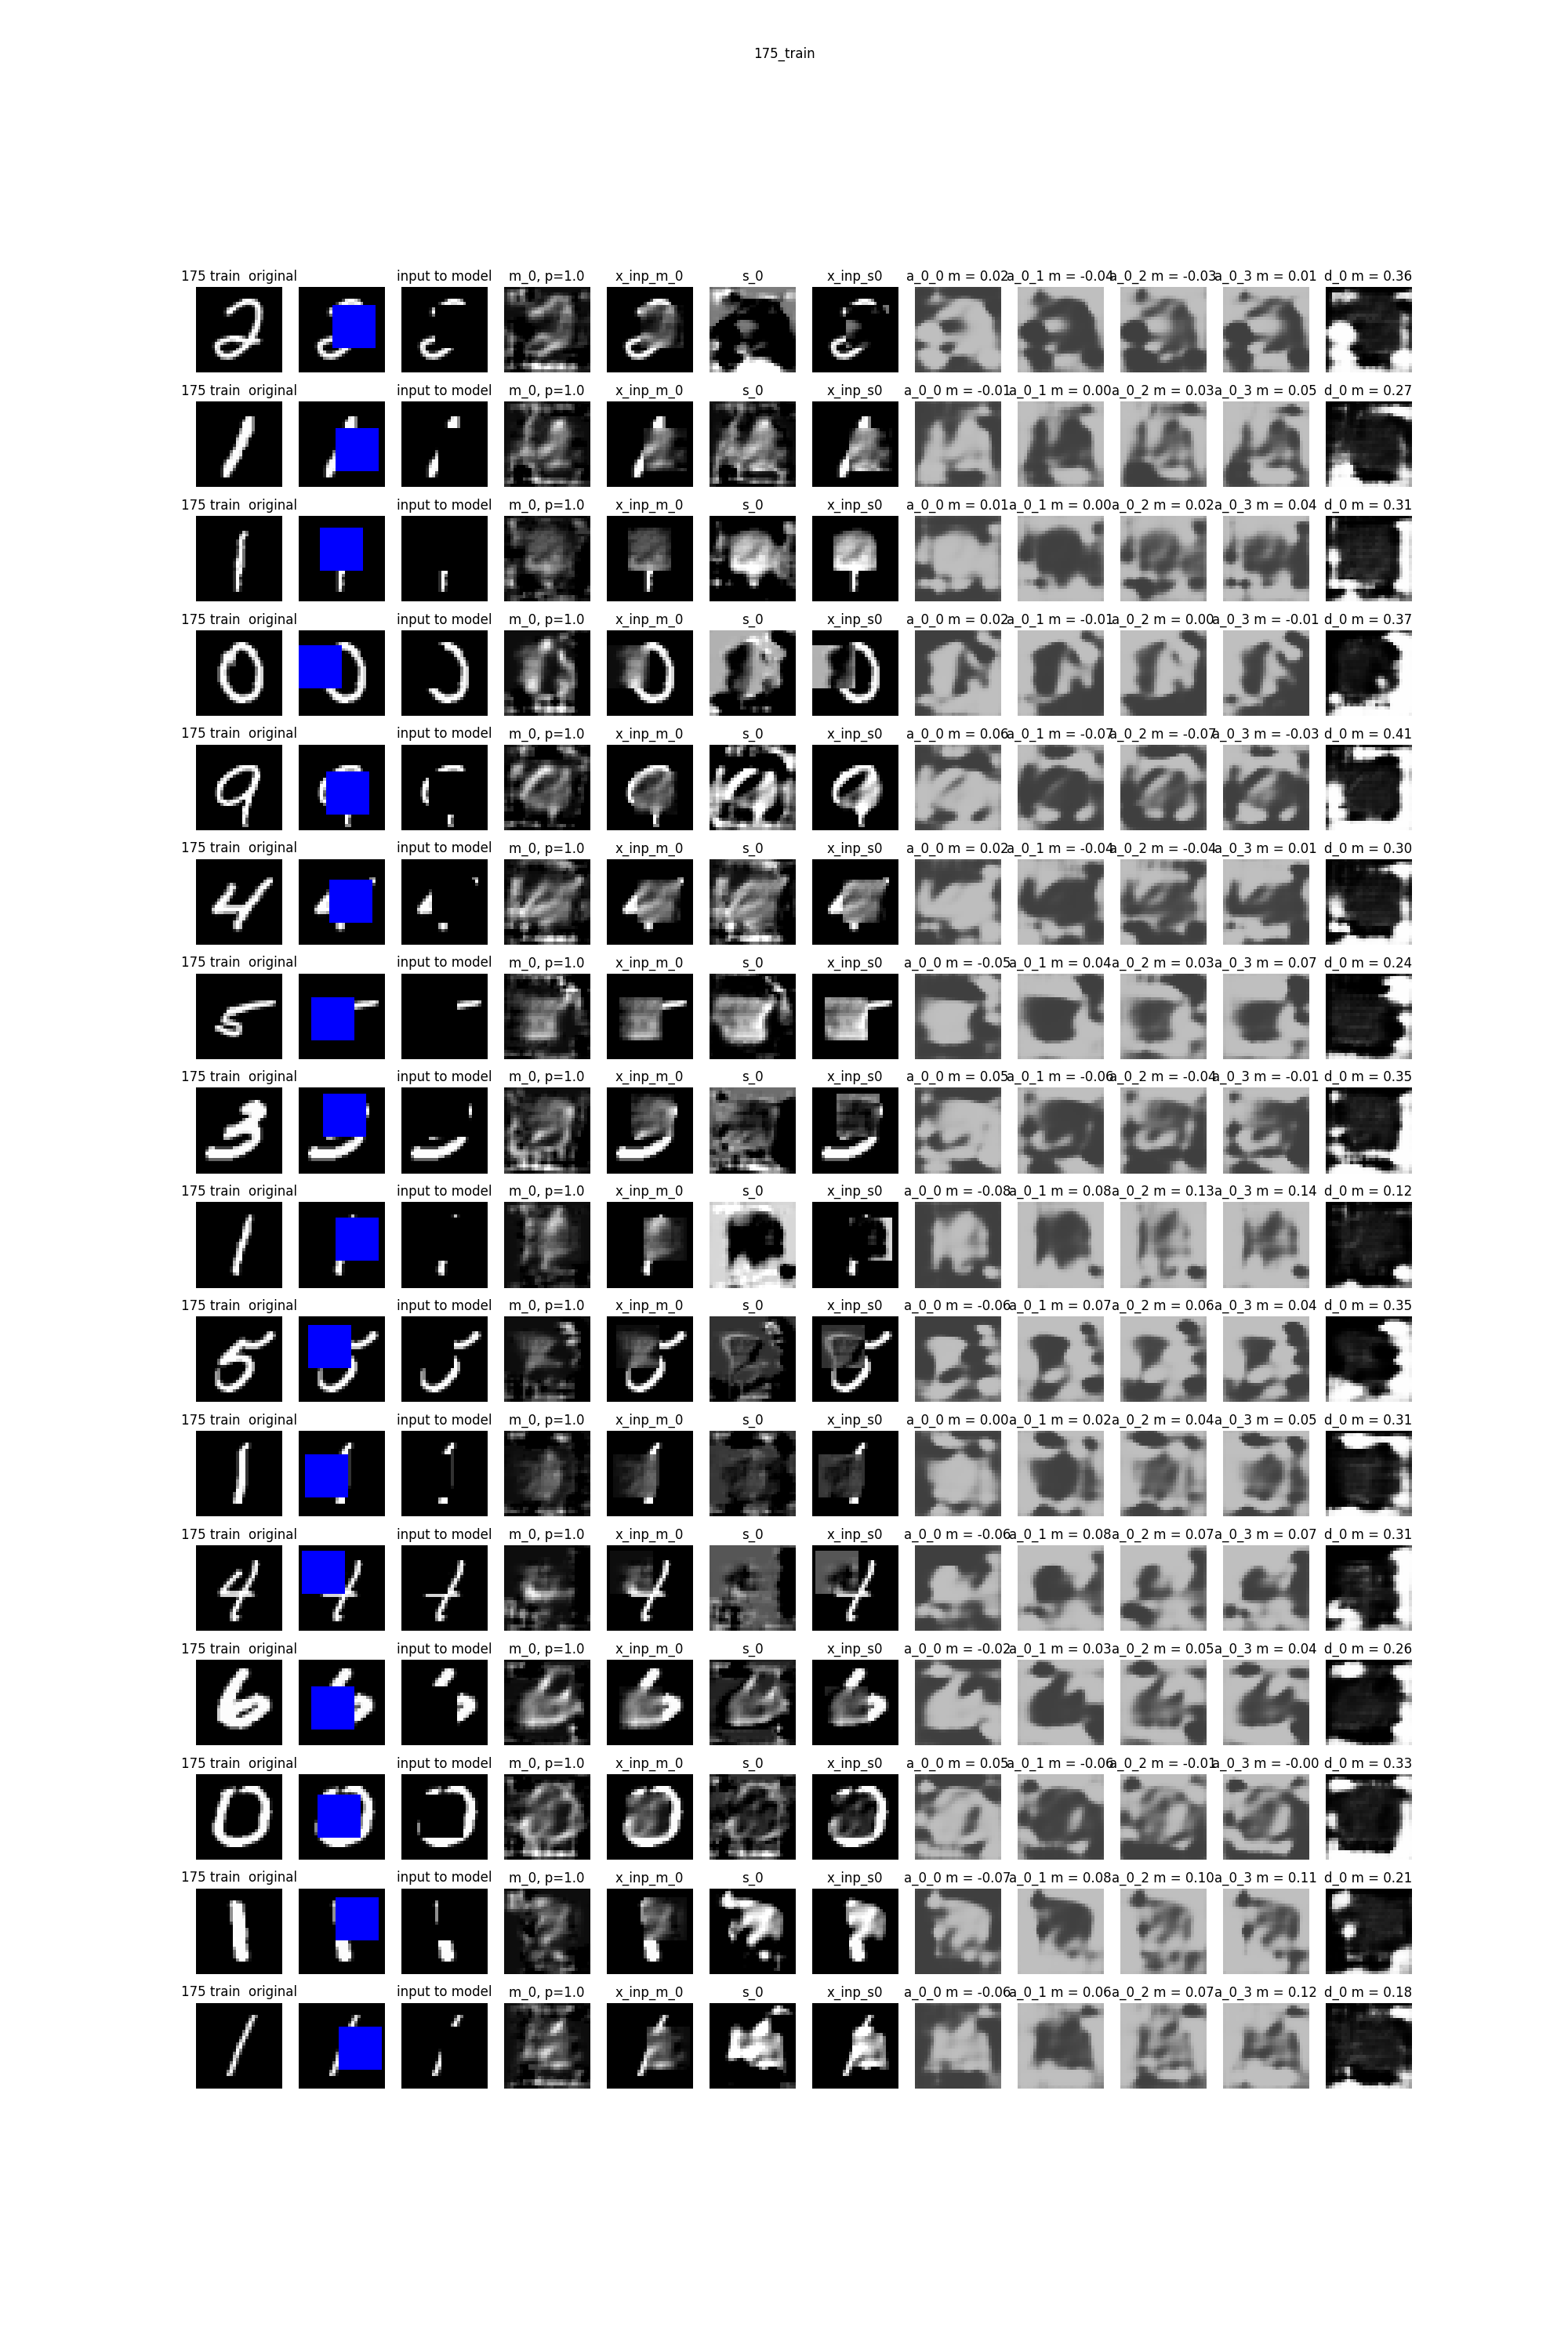 175_train
175 train  original input to model m_0, p=1.0 x_inp_m_0 s_0 x_inp_s0 a_0_0 m = 0.02 a_0_1 m = -0.04 a_0_2 m = -0.03 a_0_3 m = 0.01 d_0 m = 0.36
175 train  original input to model m_0, p=1.0 x_inp_m_0 s_0 x_inp_s0 a_0_0 m = -0.01 a_0_1 m = 0.00 a_0_2 m = 0.03 a_0_3 m = 0.05 d_0 m = 0.27
175 train  original input to model m_0, p=1.0 x_inp_m_0 s_0 x_inp_s0 a_0_0 m = 0.01 a_0_1 m = 0.00 a_0_2 m = 0.02 a_0_3 m = 0.04 d_0 m = 0.31
175 train  original input to model m_0, p=1.0 x_inp_m_0 s_0 x_inp_s0 a_0_0 m = 0.02 a_0_1 m = -0.01 a_0_2 m = 0.00 a_0_3 m = -0.01 d_0 m = 0.37
175 train  original input to model m_0, p=1.0 x_inp_m_0 s_0 x_inp_s0 a_0_0 m = 0.06 a_0_1 m = -0.07 a_0_2 m = -0.07 a_0_3 m = -0.03 d_0 m = 0.41
175 train  original input to model m_0, p=1.0 x_inp_m_0 s_0 x_inp_s0 a_0_0 m = 0.02 a_0_1 m = -0.04 a_0_2 m = -0.04 a_0_3 m = 0.01 d_0 m = 0.30
175 train  original input to model m_0, p=1.0 x_inp_m_0 s_0 x_inp_s0 a_0_0 m = -0.05 a_0_1 m = 0.04 a_0_2 m = 0.03 a_0_3 m = 0.07 d_0 m = 0.24
175 train  original input to model m_0, p=1.0 x_inp_m_0 s_0 x_inp_s0 a_0_0 m = 0.05 a_0_1 m = -0.06 a_0_2 m = -0.04 a_0_3 m = -0.01 d_0 m = 0.35
175 train  original input to model m_0, p=1.0 x_inp_m_0 s_0 x_inp_s0 a_0_0 m = -0.08 a_0_1 m = 0.08 a_0_2 m = 0.13 a_0_3 m = 0.14 d_0 m = 0.12
175 train  original input to model m_0, p=1.0 x_inp_m_0 s_0 x_inp_s0 a_0_0 m = -0.06 a_0_1 m = 0.07 a_0_2 m = 0.06 a_0_3 m = 0.04 d_0 m = 0.35
175 train  original input to model m_0, p=1.0 x_inp_m_0 s_0 x_inp_s0 a_0_0 m = 0.00 a_0_1 m = 0.02 a_0_2 m = 0.04 a_0_3 m = 0.05 d_0 m = 0.31
175 train  original input to model m_0, p=1.0 x_inp_m_0 s_0 x_inp_s0 a_0_0 m = -0.06 a_0_1 m = 0.08 a_0_2 m = 0.07 a_0_3 m = 0.07 d_0 m = 0.31
175 train  original input to model m_0, p=1.0 x_inp_m_0 s_0 x_inp_s0 a_0_0 m = -0.02 a_0_1 m = 0.03 a_0_2 m = 0.05 a_0_3 m = 0.04 d_0 m = 0.26
175 train  original input to model m_0, p=1.0 x_inp_m_0 s_0 x_inp_s0 a_0_0 m = 0.05 a_0_1 m = -0.06 a_0_2 m = -0.01 a_0_3 m = -0.00 d_0 m = 0.33
175 train  original input to model m_0, p=1.0 x_inp_m_0 s_0 x_inp_s0 a_0_0 m = -0.07 a_0_1 m = 0.08 a_0_2 m = 0.10 a_0_3 m = 0.11 d_0 m = 0.21
175 train  original input to model m_0, p=1.0 x_inp_m_0 s_0 x_inp_s0 a_0_0 m = -0.06 a_0_1 m = 0.06 a_0_2 m = 0.07 a_0_3 m = 0.12 d_0 m = 0.18